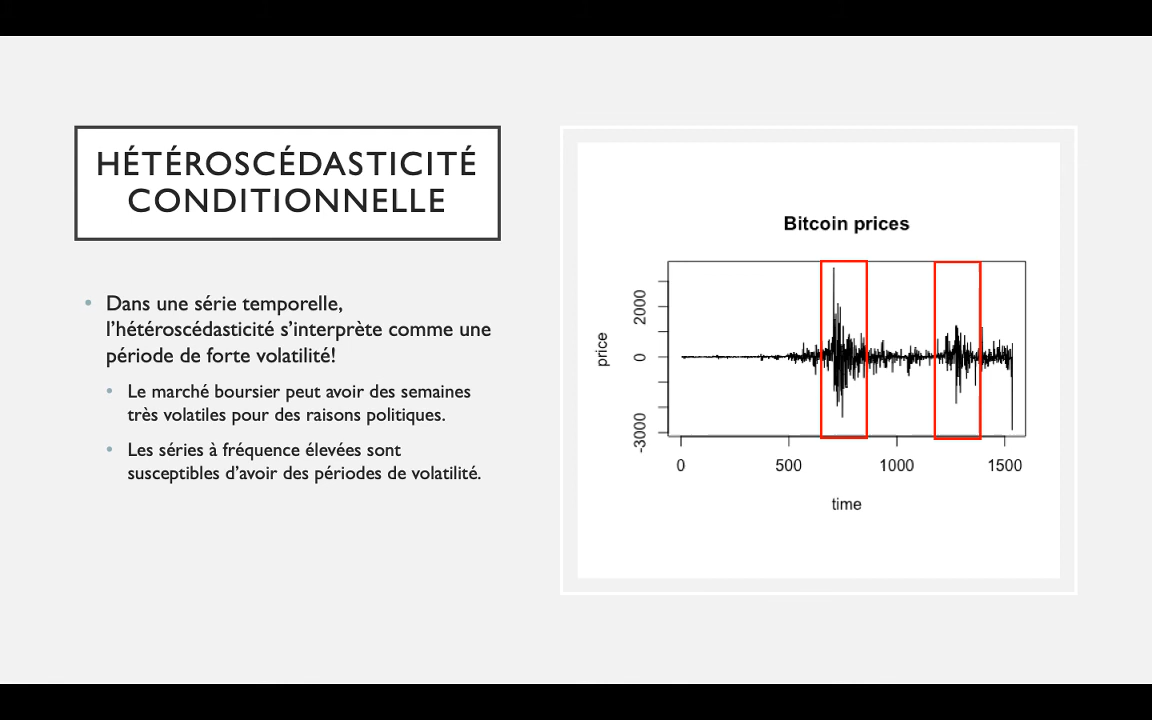 HÉTÉROSCÉDASTICITÉ
CONDITIONNELLE
• Dans une série temporelle,
l’hétéroscédasticité s’interprète comme une
période de forte volatilité!
• Le marché boursier peut avoir des semaines
très volatiles pour des raisons politiques.
• Les séries à fréquence élevées sont
susceptibles d’avoir des périodes de volatilité.
Bitcoin prices
price
2000
0
-3000
0 500 1000 1500
time